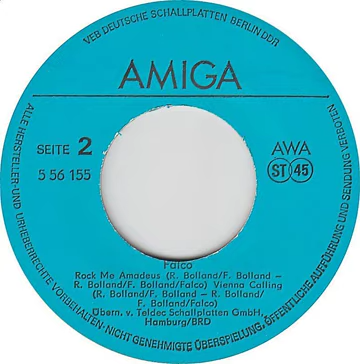 VEB DEUTSCHE SCHALLPLATTEN BERLIN DDR
AMIGA
SEITE 2
5 56 155
AWA
ST 45
Falco
Rock Me Amadeus (R. Bolland/F. Bolland –
R. Bolland/F. Bolland/Falco) Vienna Calling
(R. Bolland/F. Bolland – R. Bolland/
F. Bolland/Falco)
Übern. v. Teldec Schallplatten GmbH,
Hamburg/BRD
ALLE HERSTELLER-UND URHEBERRECHTE VORBEHALTEN·NICHT GENEHMIGTE ÜBERSPIELUNG, ÖFFENTLICHE AUFFÜHRUNG UND SENDUNG VERBOTEN